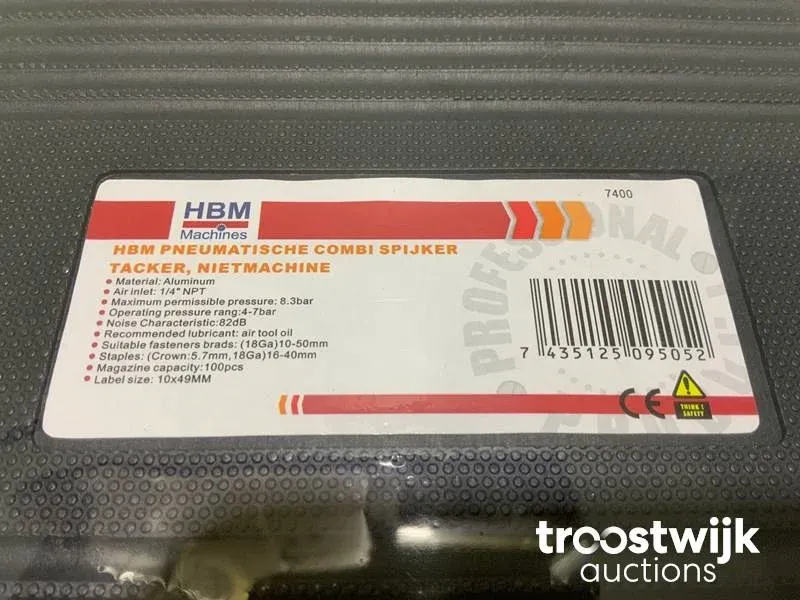 7400
HBM
Machines
HBM PNEUMATISCHE COMBI SPIJKER
TACKER, NIETMACHINE
• Material: Aluminum
• Air inlet: 1/4" NPT
• Maximum permissible pressure: 8.3bar
• Operating pressure rang:4-7bar
• Noise Characteristic:82dB
• Recommended lubricant: air tool oil
• Suitable fasteners brads: (18Ga)10-50mm
• Staples: (Crown:5.7mm,18Ga)16-40mm
• Magazine capacity:100pcs
• Label size: 10x49MM
PROFESSIONAL
7 435125 095052
CE
THINK !
SAFETY
troostwijk
auctions